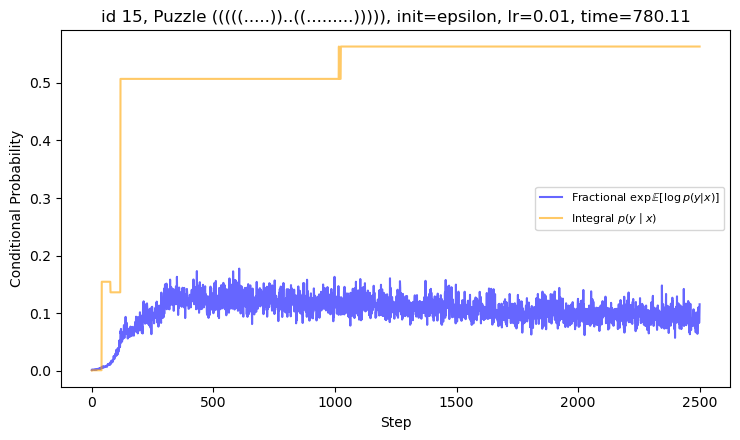 id 15, Puzzle (((((.....))..((.........))))), init=epsilon, lr=0.01, time=780.11
Conditional Probability
0.5
0.4
0.3
0.2
0.1
0.0
Fractional exp𝔼[log p(y|x)]
Integral p(y | x)
0 500 1000 1500 2000 2500
Step